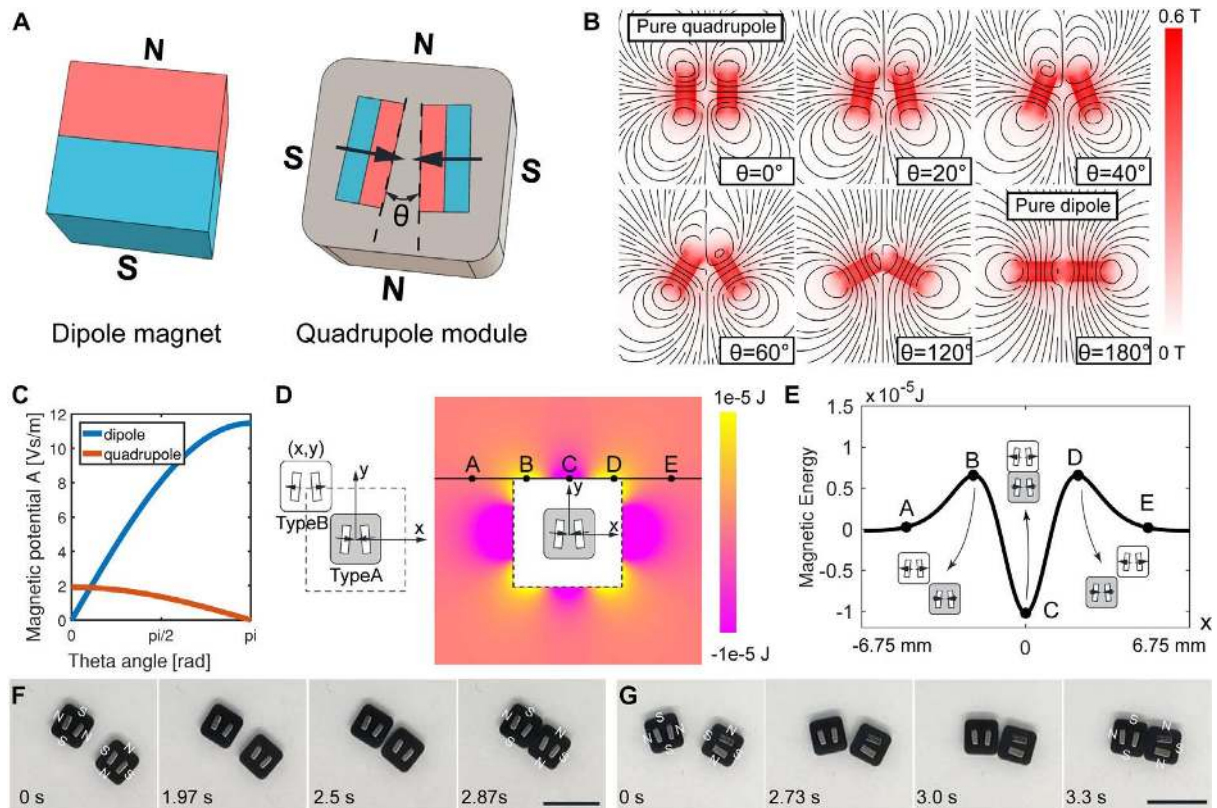 A
N
S
Dipole magnet
N
S
S
θ
N
Quadrupole module
B
Pure quadrupole
θ=0°
θ=20°
θ=40°
Pure dipole
θ=60°
θ=120°
θ=180°
0.6 T
0 T
C
Magnetic potential A [Vs/m]
12
10
8
6
4
2
0
dipole
quadrupole
0
pi/2
pi
Theta angle [rad]
D
(x,y)
TypeB
y
x
TypeA
A
B
C
D
E
y
x
1e-5 J
-1e-5 J
E
x 10⁻⁵J
Magnetic Energy
1.5
1
0.5
0
-0.5
-1
A
B
C
D
E
x
-6.75 mm
0
6.75 mm
F
S
N
N
S
S
N
N
S
0 s
1.97 s
2.5 s
S
N
N
S
S
N
N
S
2.87s
G
S
N
N
S
N
S
S
N
0 s
2.73 s
3.0 s
S
N
N
S
N
S
S
N
3.3 s